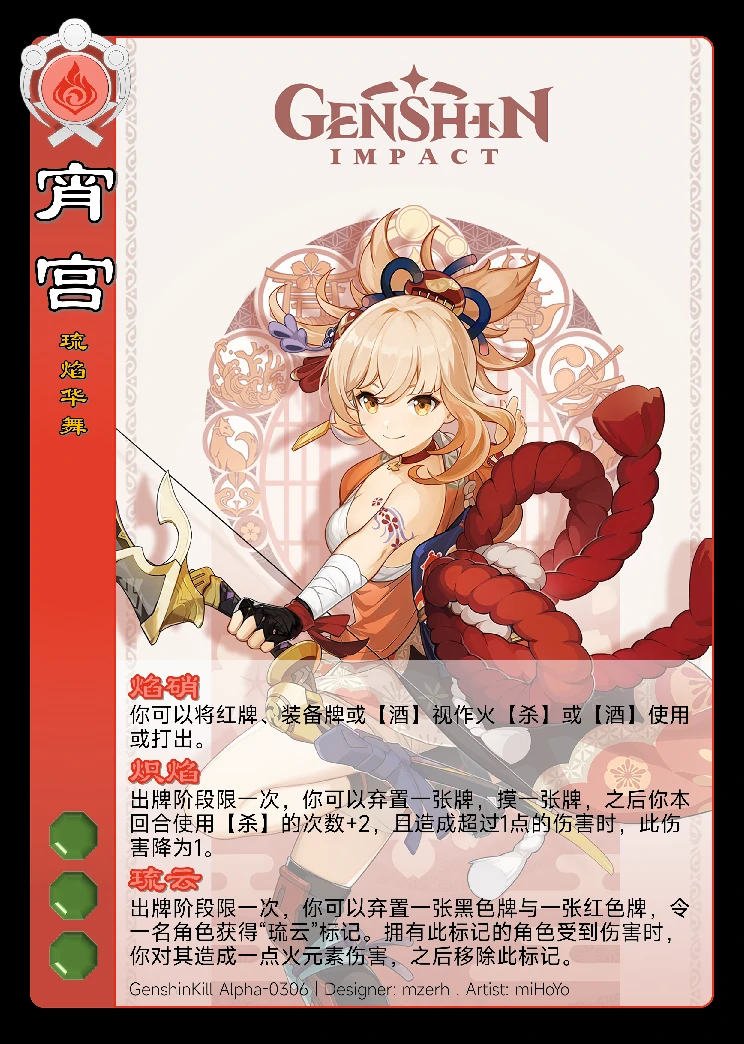 GENSHIN
IMPACT
宵宫
琉焰华舞
焰硝
你可以将红牌、装备牌或【酒】视作火【杀】或【酒】使用
或打出。
炽焰
出牌阶段限一次，你可以弃置一张牌，摸一张牌，之后你本
回合使用【杀】的次数+2，且造成超过1点的伤害时，此伤
害降为1。
琉云
出牌阶段限一次，你可以弃置一张黑色牌与一张红色牌，令
一名角色获得“琉云”标记。拥有此标记的角色受到伤害时，
你对其造成一点火元素伤害，之后移除此标记。
GenshinKill Alpha-0306 | Designer: mzerh . Artist: miHoYo